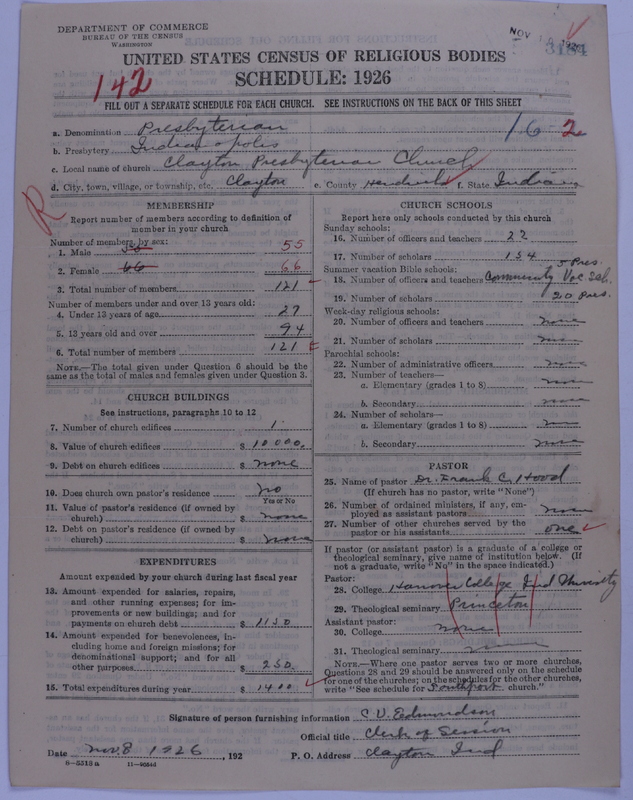 DEPARTMENT OF COMMERCE
BUREAU OF THE CENSUS
WASHINGTON
NOV
3184
UNITED STATES CENSUS OF RELIGIOUS BODIES
SCHEDULE: 1926
142
FILL OUT A SEPARATE SCHEDULE FOR EACH CHURCH. SEE INSTRUCTIONS ON THE BACK OF THIS SHEET
a. Denomination Presbyterian
16-2
b. Presbytery Indianapolis
c. Local name of church Clayton Presbyterian Church
d. City, town, village, or township, etc. Clayton e. County Hendricks f. State Indiana
R
MEMBERSHIP
Report number of members according to definition of member in your church
Number of members, by sex:
1. Male 55
2. Female 66 66
3. Total number of members 121
Number of members under and over 13 years old:
4. Under 13 years of age 27
5. 13 years old and over 94
6. Total number of members 121
NOTE.—The total given under Question 6 should be the same as the total of males and females given under Question 3.
CHURCH BUILDINGS
See instructions, paragraphs 10 to 12
7. Number of church edifices 1
8. Value of church edifices $ 10000.
9. Debt on church edifices $ none
10. Does church own pastor's residence no
Yes or No
11. Value of pastor's residence (if owned by church) $ none
12. Debt on pastor's residence (if owned by church) $ none
EXPENDITURES
Amount expended by your church during last fiscal year
13. Amount expended for salaries, repairs, and other running expenses; for improvements or new buildings; and for payments on church debt $ 1150
14. Amount expended for benevolences, including home and foreign missions; for denominational support; and for all other purposes $ 250
15. Total expenditures during year $ 1400
CHURCH SCHOOLS
Report here only schools conducted by this church
Sunday schools:
16. Number of officers and teachers 22
17. Number of scholars 134
Summer vacation Bible schools:
5 Pres.
18. Number of officers and teachers Community Vac Sch.
19. Number of scholars 20 Pres.
Week-day religious schools:
20. Number of officers and teachers none
21. Number of scholars none
Parochial schools:
22. Number of administrative officers none
23. Number of teachers—
a. Elementary (grades 1 to 8) none
b. Secondary none
24. Number of scholars—
a. Elementary (grades 1 to 8) none
b. Secondary none
PASTOR
25. Name of pastor Dr. Frank C. Hood
(If church has no pastor, write "None")
26. Number of ordained ministers, if any, employed as assistant pastors none
27. Number of other churches served by the pastor or his assistants one
If pastor (or assistant pastor) is a graduate of a college or theological seminary, give name of institution below. (If not a graduate, write "No" in the space indicated.)
Pastor:
28. College Hanover College Ind University
29. Theological seminary Princeton
Assistant pastor:
30. College none
31. Theological seminary none
NOTE.—Where one pastor serves two or more churches, Questions 28 and 29 should be answered only on the schedule for one of the churches; on the schedules for the other churches, write "See schedule for Southport church."
Signature of person furnishing information C. V. Edmondson
Official title Clerk of Session
Date Nov. 8 1926, 192 P. O. Address Clayton Ind
8—5313a